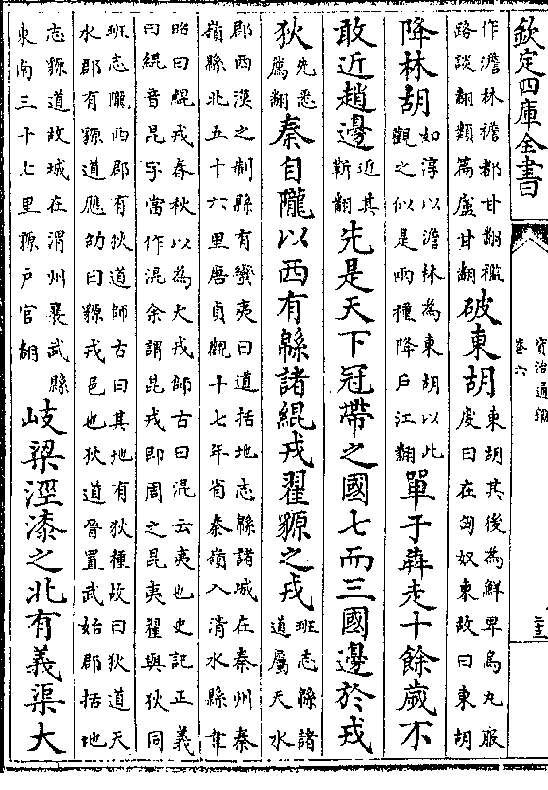 欽定四庫全書 資治通鑑 卷六
作澹林襜都甘翻襤路談翻類篇盧甘翻破東胡東胡其後為鮮卑烏丸服虔曰在匈奴東故曰東胡
降林胡如淳以澹林為東胡以此觀之似是兩種降戶江翻單于犇走十餘歲不
敢近趙邊近其靳翻先是天下冠帶之國七而三國邊於戎
狄先悉薦翻秦自隴以西有緜諸緄戎翟豲之戎班志緜諸道屬天水
郡西漢之制縣有蠻夷曰道括地志緜諸城在秦州秦嶺縣北五十六里唐貞觀十七年省秦嶺入清水縣韋
昭曰緄戎春秋以為犬戎師古曰混云夷也史記正義曰緄音昆字當作混余謂昆戎即周之昆夷翟與狄同
班志隴西郡有狄道師古曰其地有狄種故曰狄道天水郡有豲道應劭曰豲戎邑也狄道晉置武始郡括地
志豲道故城在渭州襄武縣東南三十七里豲戶官翻岐梁涇漆之北有義渠大